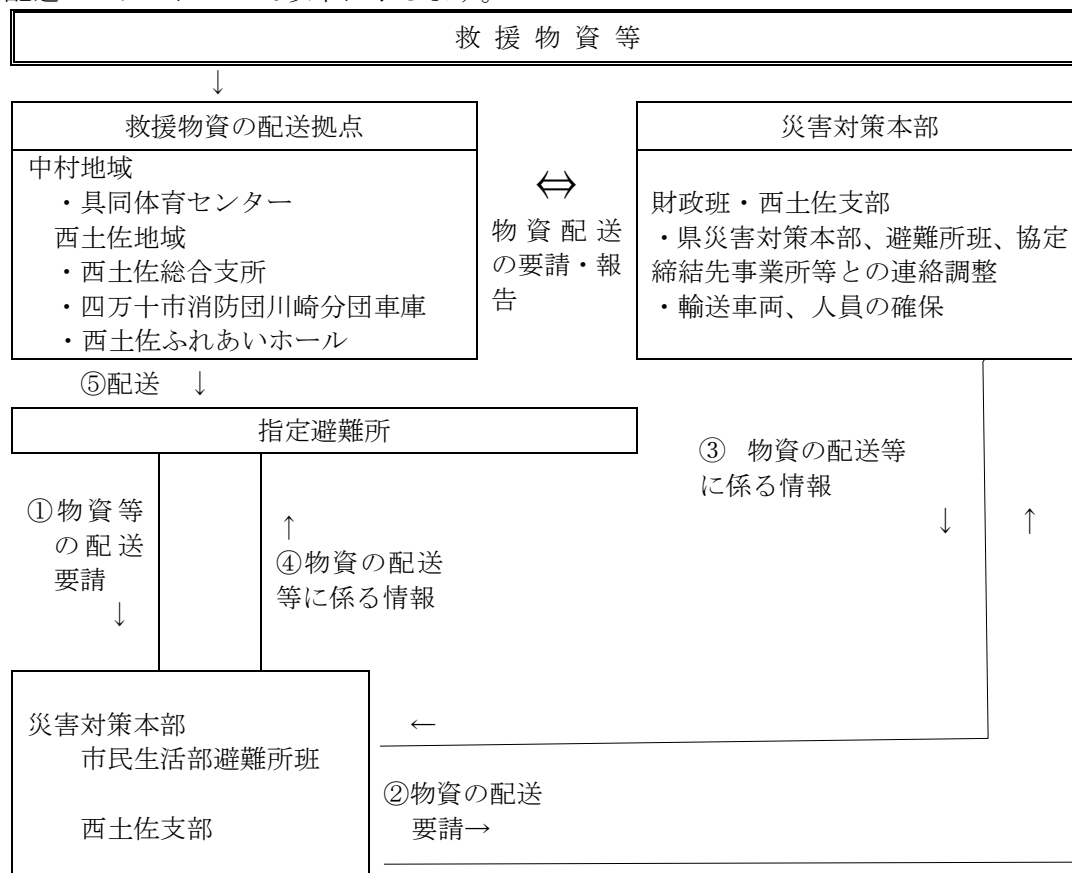 救援物資等
↓
救援物資の配送拠点
中村地域
・具同体育センター
西土佐地域
・西土佐総合支所
・四万十市消防団川崎分団車庫
・西土佐ふれあいホール
⇔
物資配送
の要請・報
告
災害対策本部
財政班・西土佐支部
・県災害対策本部、避難所班、協定
締結先事業所等との連絡調整
・輸送車両、人員の確保
⑤配送 ↓
指定避難所
①物資等
の配送
要請
↓
↑
④物資の配送
等に係る情報
③ 物資の配送等
に係る情報
↓ ↑
災害対策本部
市民生活部避難所班
西土佐支部
←
②物資の配送
要請→